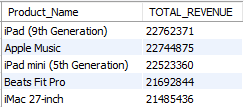 Product_Name TOTAL_REVENUE
iPad (9th Generation) 22762371
Apple Music 22744875
iPad mini (5th Generation) 22523360
Beats Fit Pro 21692844
iMac 27-inch 21485436